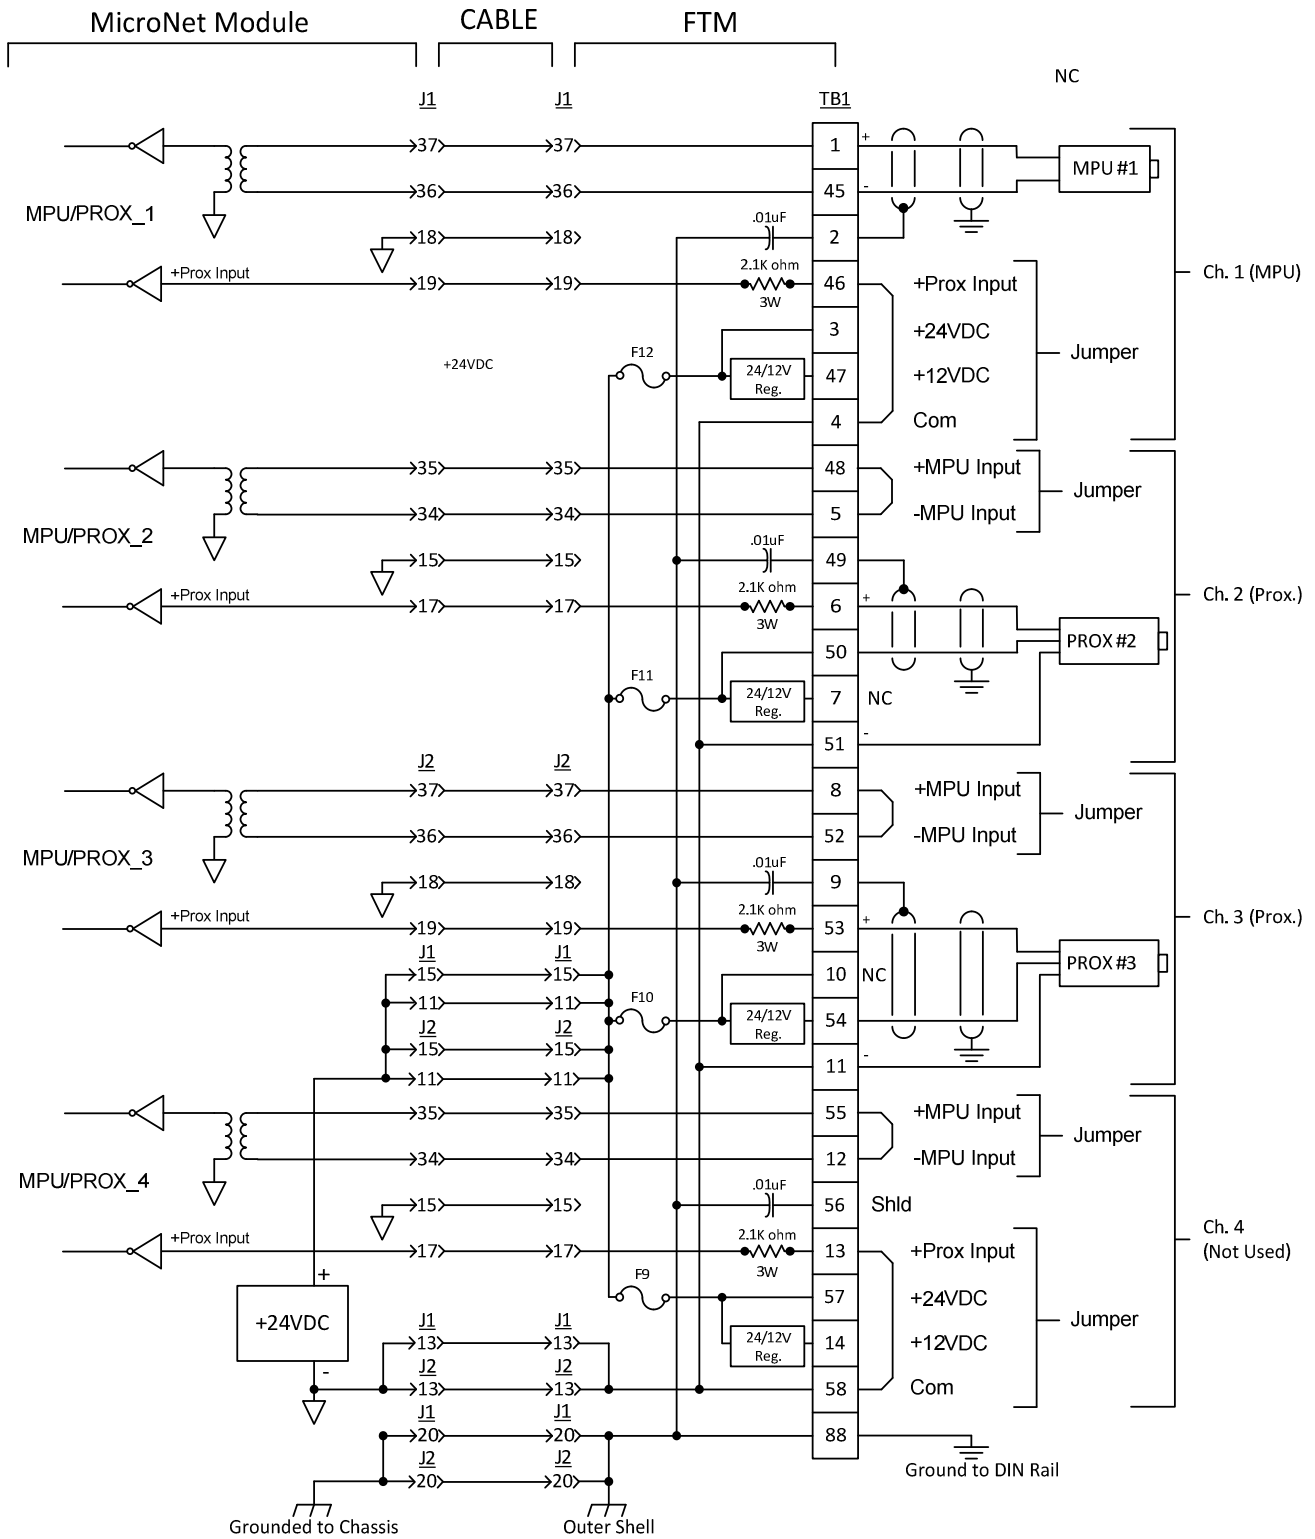 MicroNet Module CABLE FTM
NC
J1 J1 TB1
37 37 1 +
MPU #1
36 36 45 -
MPU/PROX_1
.01uF
18 18 2
+Prox Input 19 19 2.1K ohm 3W 46 +Prox Input
Ch. 1 (MPU)
3 +24VDC
Jumper
+24VDC
F12 24/12V Reg. 47 +12VDC
4 Com
35 35 48 +MPU Input
Jumper
34 34 5 -MPU Input
MPU/PROX_2
.01uF
15 15 49
+Prox Input 17 17 2.1K ohm 3W 6 +
Ch. 2 (Prox.)
PROX #2
50
F11 24/12V Reg. 7 NC
51 -
J2 J2
37 37 8 +MPU Input
Jumper
36 36 52 -MPU Input
MPU/PROX_3
.01uF
18 18 9
+Prox Input 19 19 2.1K ohm 3W 53 +
Ch. 3 (Prox.)
J1 J1
PROX #3
15 15 10 NC
11 11
F10 24/12V Reg. 54
J2 J2
15 15
11 -
11 11
35 35 55 +MPU Input
Jumper
34 34 12 -MPU Input
MPU/PROX_4
.01uF
15 15 56 Shld
Ch. 4
(Not Used)
+Prox Input 17 17 2.1K ohm 3W 13 +Prox Input
F9 57 +24VDC
+
+24VDC
-
J1 J1
Jumper
13 13 24/12V Reg. 14 +12VDC
J2 J2
13 13 58 Com
J1 J1
20 20 88
J2 J2
Ground to DIN Rail
20 20
Grounded to Chassis Outer Shell